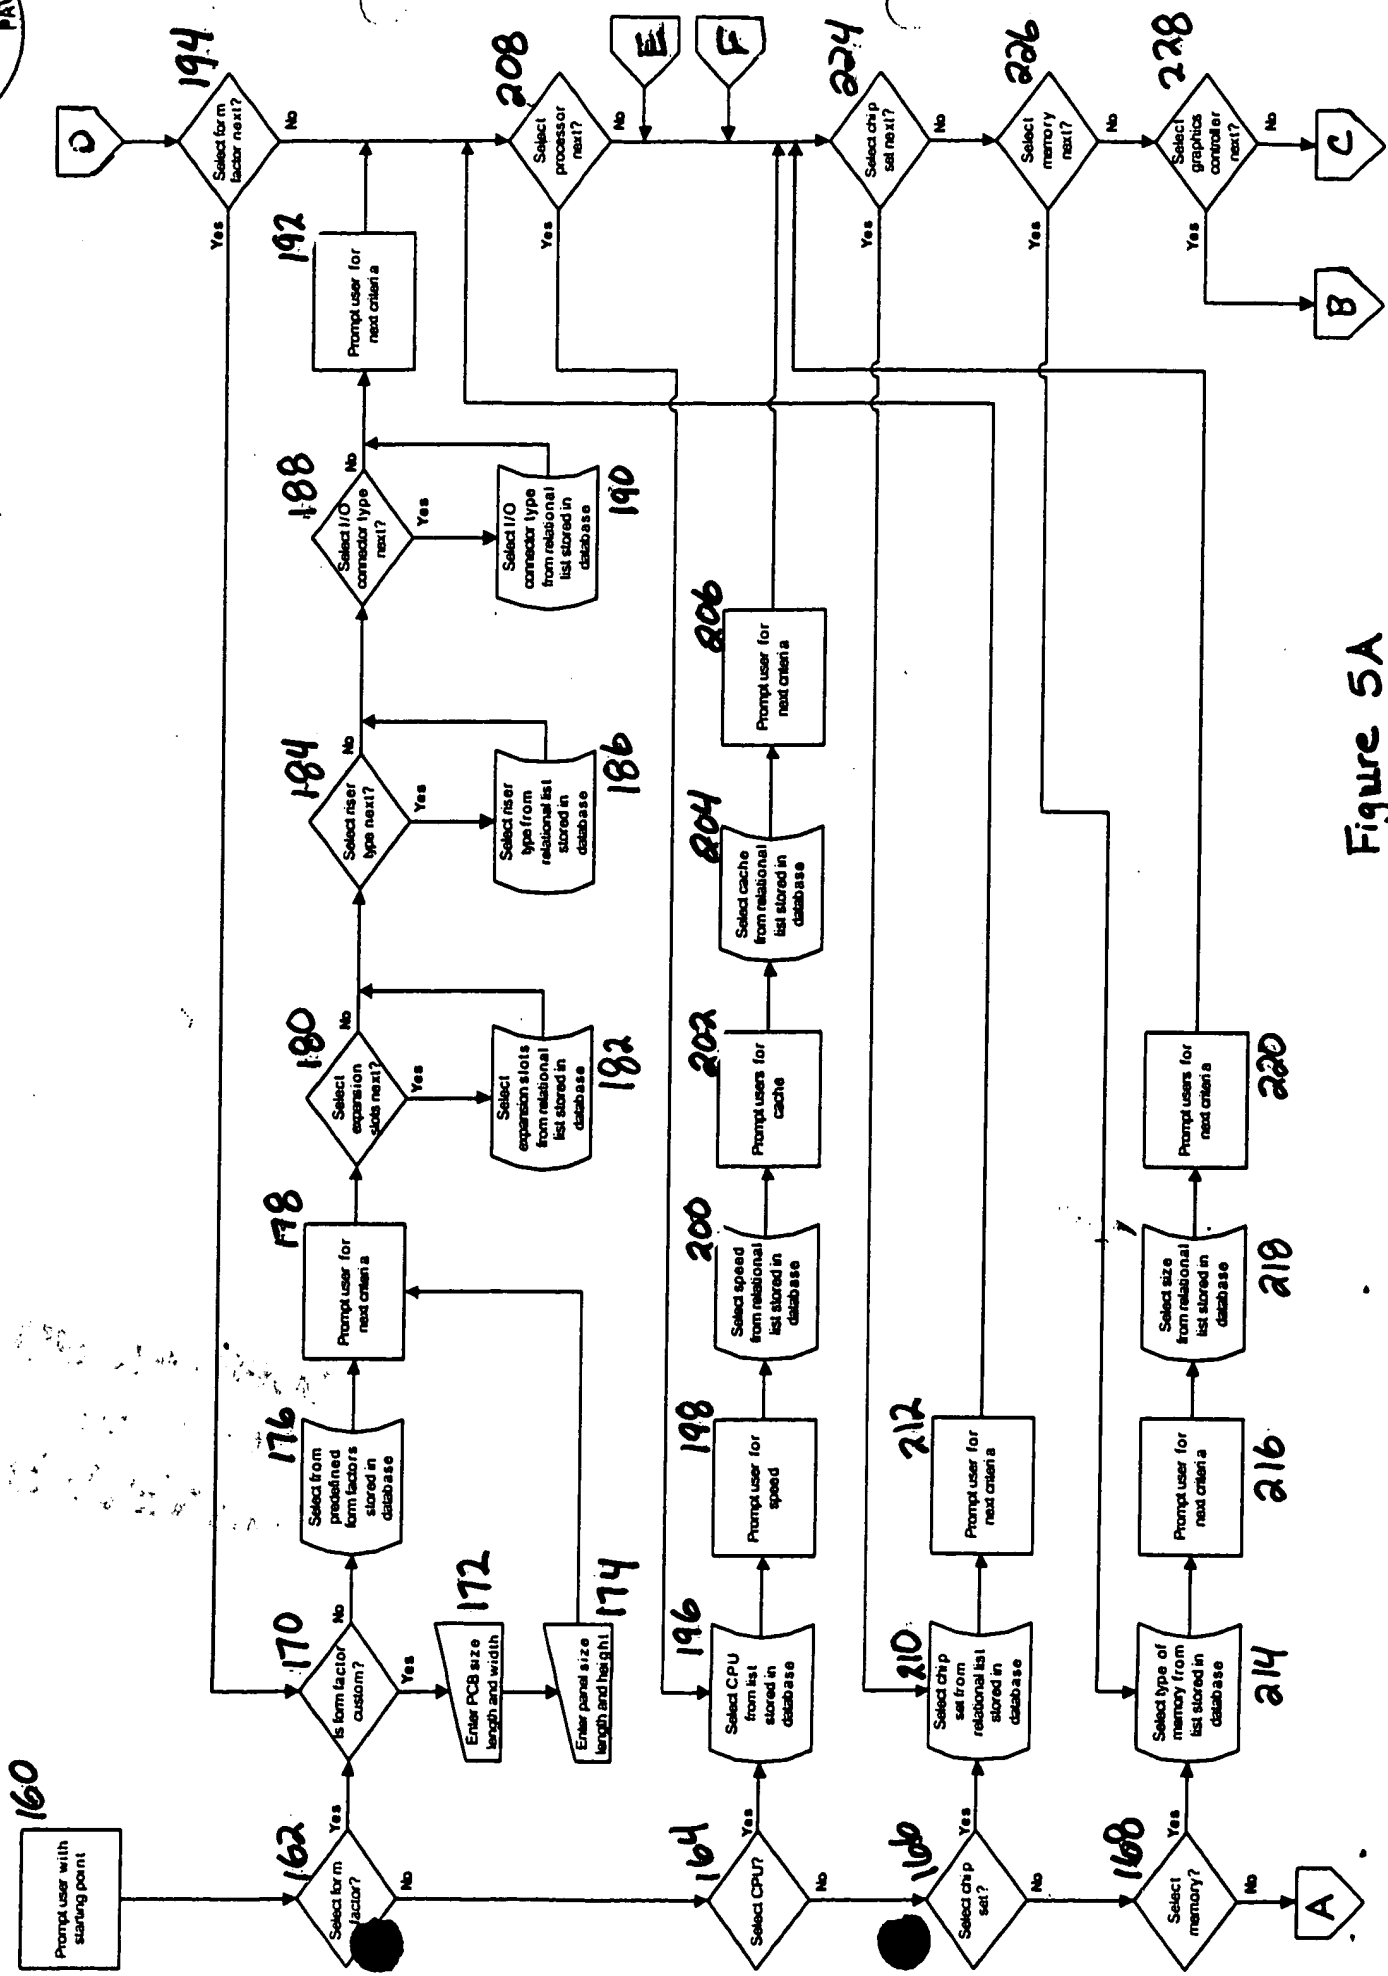 160
Prompt user with
starting point
162
Select form
factor?
Yes
No
170
Is form factor
custom?
No
Yes
172
Enter PCB size
length and width
174
Enter panel size
length and height
176
Select from
predefined
form factors
stored in
database
178
Prompt user for
next criteria
180
Select
expansion
slots next?
No
Yes
182
Select
expansion slots
from relational
list stored in
database
184
Select riser
type next?
No
Yes
186
Select riser
type from
relational list
stored in
database
188
Select I/O
connector type
next?
No
Yes
190
Select I/O
connector type
from relational
list stored in
database
192
Prompt user for
next criteria
D
194
Select form
factor next?
Yes
No
164
Select CPU?
Yes
No
196
Select CPU
from list
stored in
database
198
Prompt user for
speed
200
Select speed
from relational
list stored in
database
202
Prompt users for
cache
204
Select cache
from relational
list stored in
database
206
Prompt user for
next criteria
208
Select
processor
next?
Yes
No
E
F
166
Select chip
set?
Yes
No
210
Select chip
set from
relational list
stored in
database
212
Prompt user for
next criteria
224
Select chip
set next?
Yes
No
168
Select
memory?
Yes
No
214
Select type of
memory from
list stored in
database
216
Prompt user for
next criteria
218
Select size
from relational
list stored in
database
220
Prompt users for
next criteria
226
Select
memory
next?
Yes
No
228
Select
graphics
controller
next?
Yes
No
A
B
C
Figure 5A